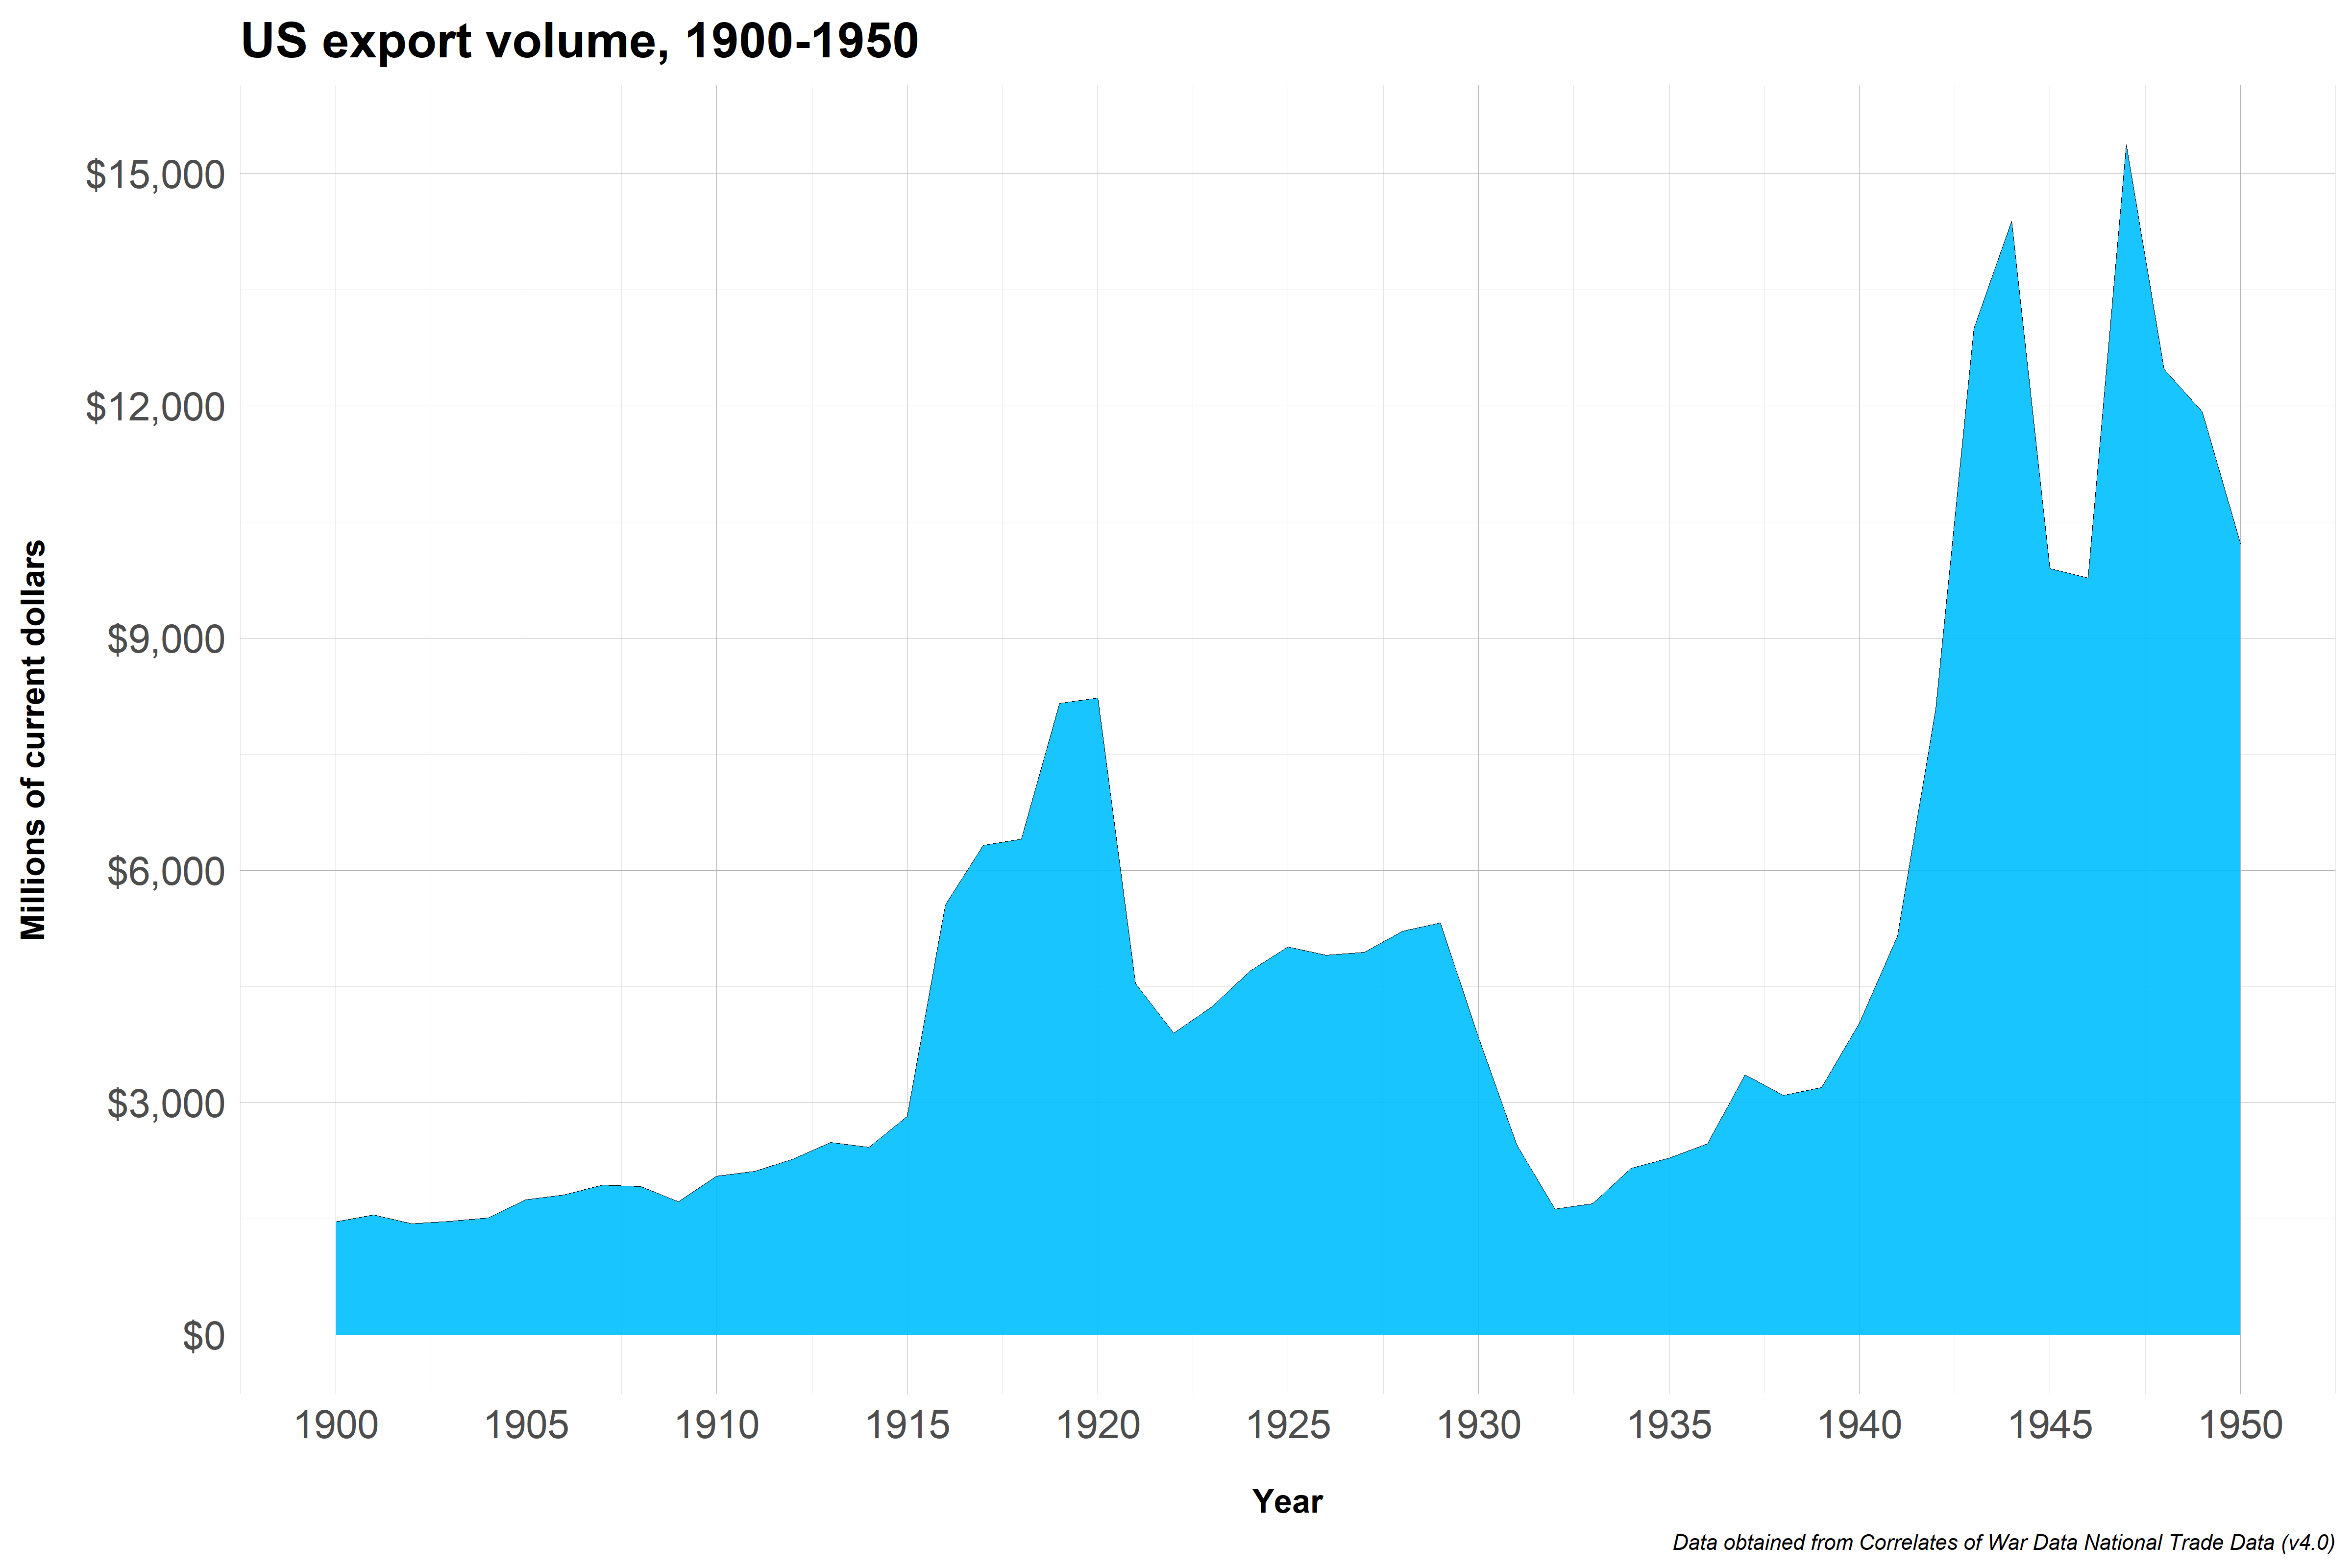 US export volume, 1900-1950
$15,000
$12,000
$9,000
$6,000
$3,000
$0
Millions of current dollars
1900 1905 1910 1915 1920 1925 1930 1935 1940 1945 1950
Year
Data obtained from Correlates of War Data National Trade Data (v4.0)